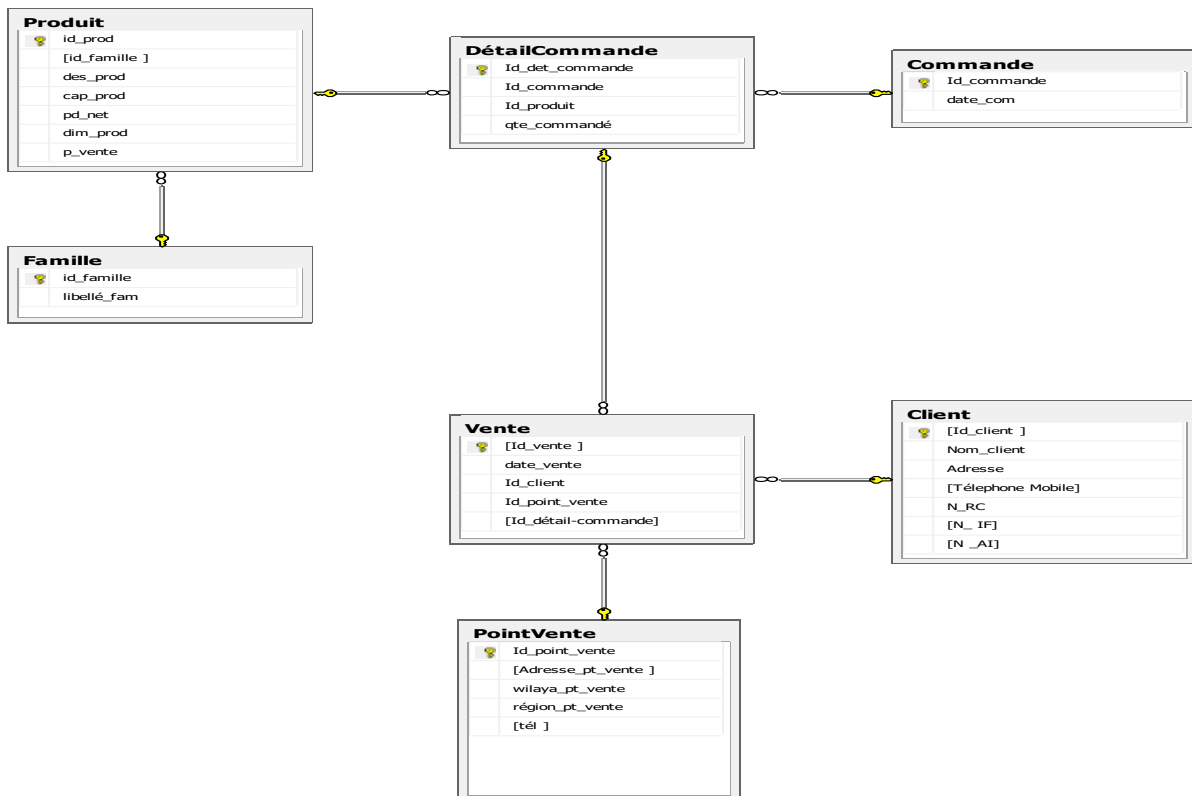 Produit
id_prod
[id_famille ]
des_prod
cap_prod
pd_net
dim_prod
p_vente
DétailCommande
Id_det_commande
Id_commande
Id_produit
qte_commandé
Commande
Id_commande
date_com
Famille
id_famille
libellé_fam
Vente
[Id_vente ]
date_vente
Id_client
Id_point_vente
[Id_détail-commande]
Client
[Id_client ]
Nom_client
Adresse
[Télephone Mobile]
N_RC
[N_ IF]
[N _AI]
PointVente
Id_point_vente
[Adresse_pt_vente ]
wilaya_pt_vente
région_pt_vente
[tél ]